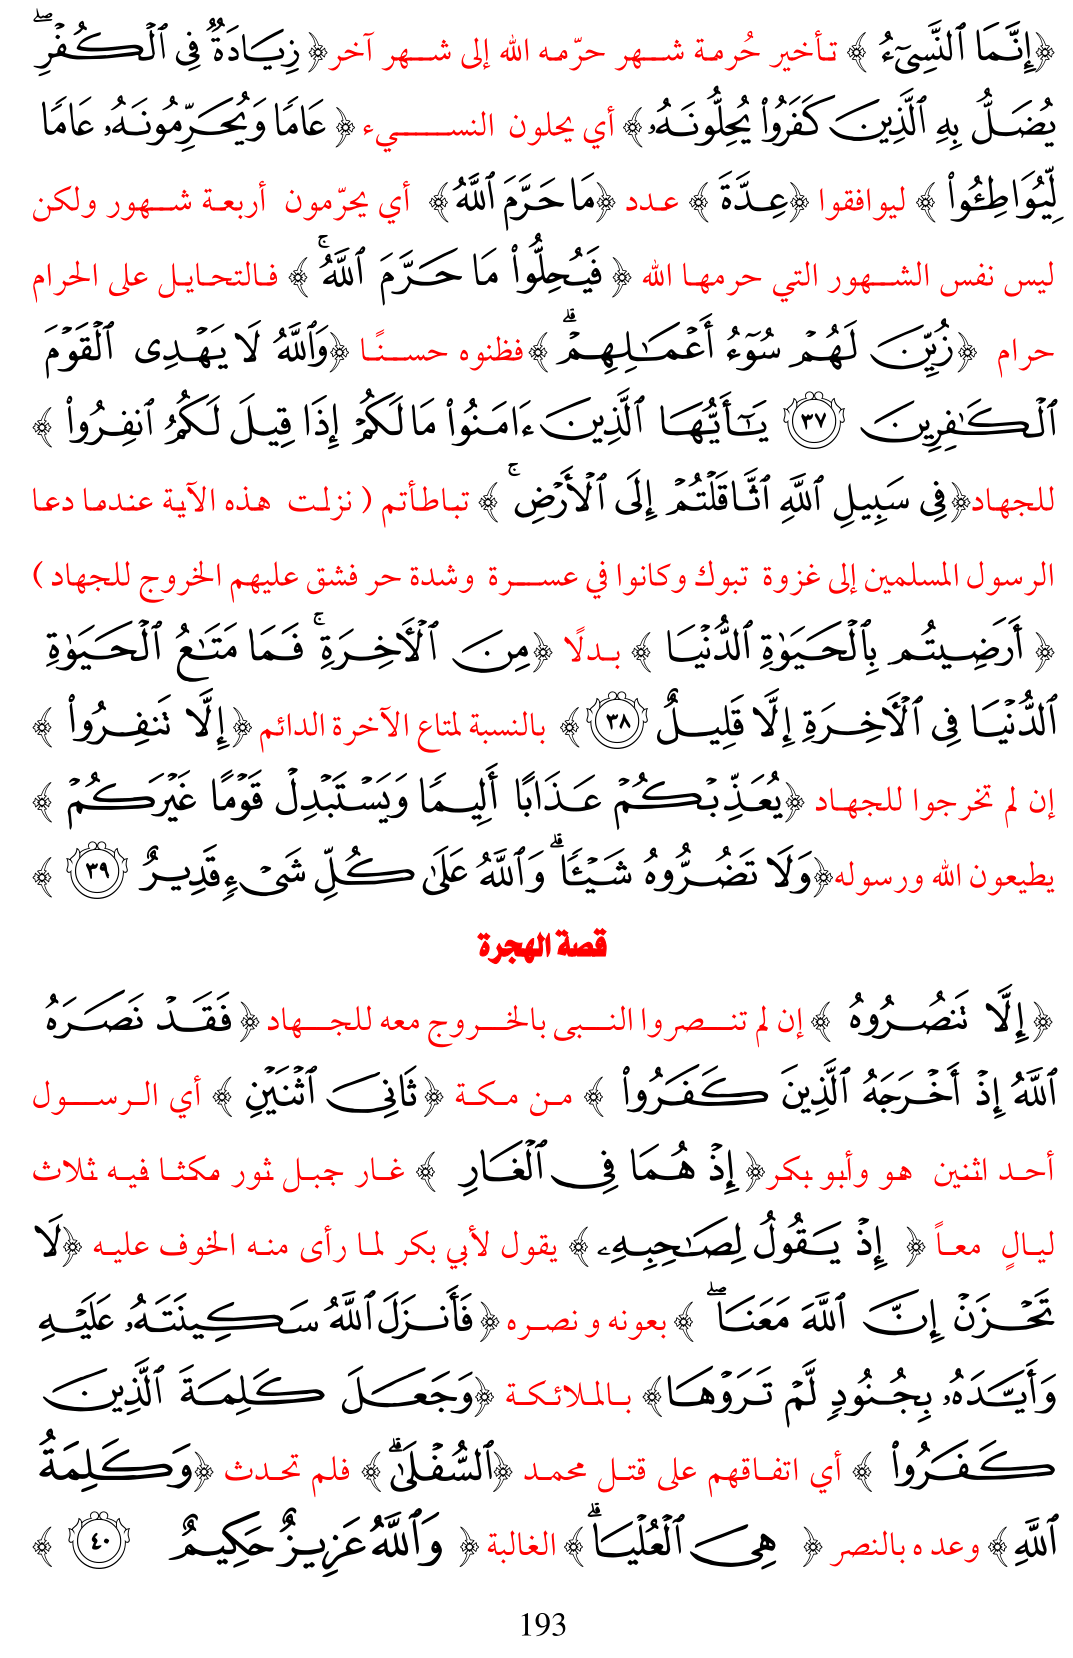 ﴿إِنَّمَا ٱلنَّسِىٓءُ ﴾ تأخير حُرمة شهر حرّمه الله إلى شهر آخر﴿ زِيَادَةٌ فِى ٱلْكُفْرِۖ
يُضَلُّ بِهِ ٱلَّذِينَ كَفَرُوا۟ يُحِلُّونَهُۥ﴾ أي يحلون النسيء ﴿ عَامًا وَيُحَرِّمُونَهُۥ عَامًا
لِّيُوَاطِـُٔوا۟ ﴾ ليوافقوا ﴿عِدَّةَ ﴾ عدد ﴿مَا حَرَّمَ ٱللَّهُ﴾ أي يحرّمون أربعة شهور ولكن
ليس نفس الشهور التي حرمها الله ﴿ فَيُحِلُّوا۟ مَا حَرَّمَ ٱللَّهُۚ ﴾ فالتحايل على الحرام
حرام ﴿زُيِّنَ لَهُمْ سُوٓءُ أَعْمَـٰلِهِمْۗ ﴾فظنوه حسنًا ﴿وَٱللَّهُ لَا يَهْدِى ٱلْقَوْمَ
ٱلْكَـٰفِرِينَ ٣٧ يَـٰٓأَيُّهَا ٱلَّذِينَ ءَامَنُوا۟ مَا لَكُمْ إِذَا قِيلَ لَكُمُ ٱنفِرُوا۟ ﴾
للجهاد﴿فِى سَبِيلِ ٱللَّهِ ٱثَّاقَلْتُمْ إِلَى ٱلْأَرْضِۚ ﴾ تباطأتم ( نزلت هذه الآية عندما دعا
الرسول المسلمين إلى غزوة تبوك وكانوا في عسرة وشدة حر فشق عليهم الخروج للجهاد )
﴿ أَرَضِيتُم بِٱلْحَيَوٰةِ ٱلدُّنْيَا ﴾ بدلًا ﴿مِنَ ٱلْـَٔاخِرَةِۚ فَمَا مَتَـٰعُ ٱلْحَيَوٰةِ
ٱلدُّنْيَا فِى ٱلْـَٔاخِرَةِ إِلَّا قَلِيلٌ ٣٨ ﴾ بالنسبة لمتاع الآخرة الدائم ﴿إِلَّا تَنفِرُوا۟ ﴾
إن لم تخرجوا للجهاد ﴿يُعَذِّبْكُمْ عَذَابًا أَلِيمًا وَيَسْتَبْدِلْ قَوْمًا غَيْرَكُمْ ﴾
يطيعون الله ورسوله﴿وَلَا تَضُرُّوهُ شَيْـًٔاۗ وَٱللَّهُ عَلَىٰ كُلِّ شَىْءٍ قَدِيرٌ ٣٩ ﴾
قصة الهجرة
﴿إِلَّا تَنصُرُوهُ ﴾ إن لم تنصروا النبى بالخروج معه للجهاد ﴿ فَقَدْ نَصَرَهُ
ٱللَّهُ إِذْ أَخْرَجَهُ ٱلَّذِينَ كَفَرُوا۟ ﴾ من مكة ﴿ثَانِىَ ٱثْنَيْنِ ﴾ أي الرسول
أحد اثنين هو وأبو بكر﴿ إِذْ هُمَا فِى ٱلْغَارِ ﴾ غار جبل ثور مكثا فيه ثلاث
ليالٍ معاً ﴿ إِذْ يَقُولُ لِصَـٰحِبِهِۦ﴾ يقول لأبي بكر لما رأى منه الخوف عليه ﴿لَا
تَحْزَنْ إِنَّ ٱللَّهَ مَعَنَاۖ ﴾ بعونه و نصره ﴿فَأَنزَلَ ٱللَّهُ سَكِينَتَهُۥ عَلَيْهِ
وَأَيَّدَهُۥ بِجُنُودٍ لَّمْ تَرَوْهَا﴾ بالملائكة ﴿وَجَعَلَ كَلِمَةَ ٱلَّذِينَ
كَفَرُوا۟ ﴾ أي اتفاقهم على قتل محمد ﴿ٱلسُّفْلَىٰۗ﴾ فلم تحدث ﴿وَكَلِمَةُ
ٱللَّهِ﴾ وعد ه بالنصر ﴿ هِىَ ٱلْعُلْيَاۗ﴾ الغالبة ﴿ وَٱللَّهُ عَزِيزٌ حَكِيمٌ ٤٠ ﴾
193